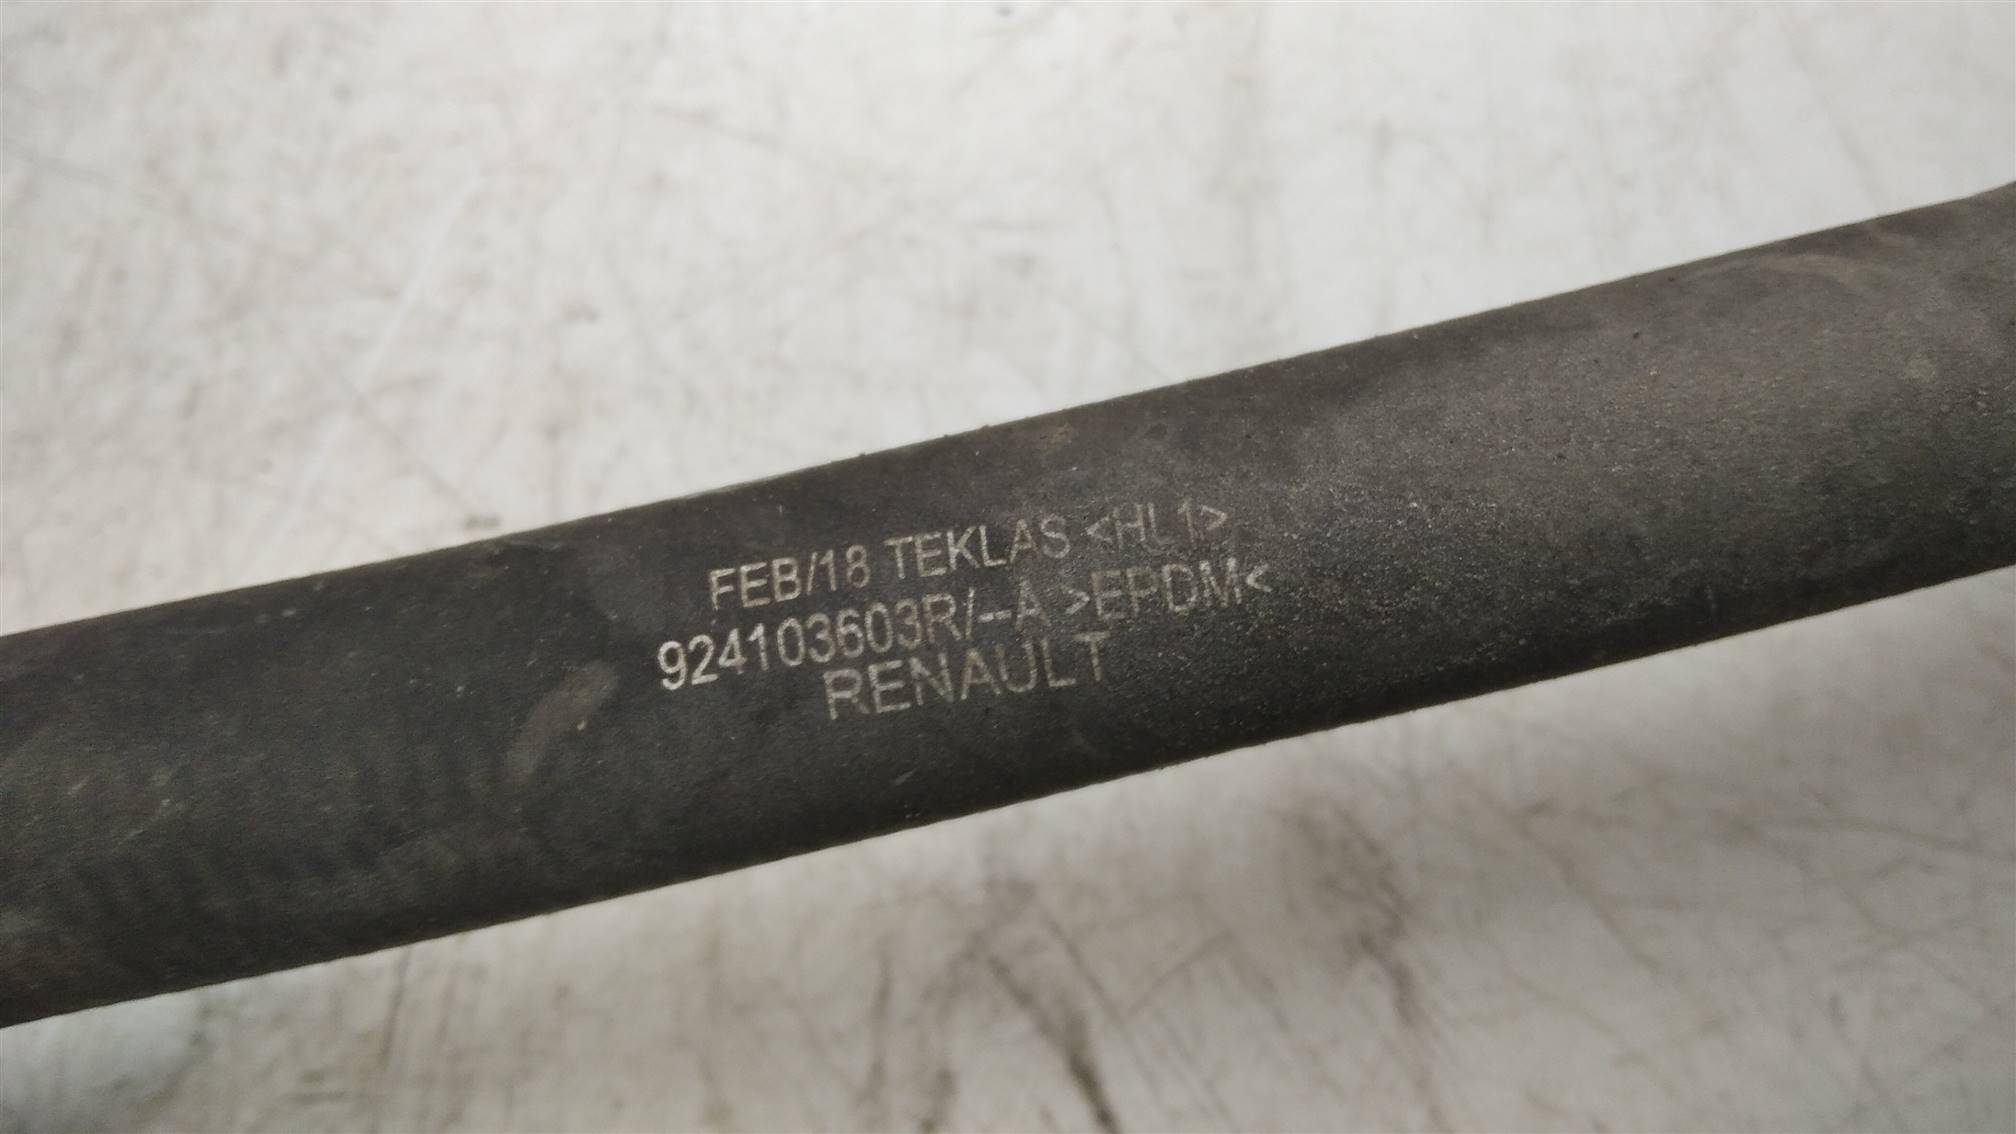 FEB/18 TEKLAS <HL1>
924103603R/--A >EPDM<
RENAULT